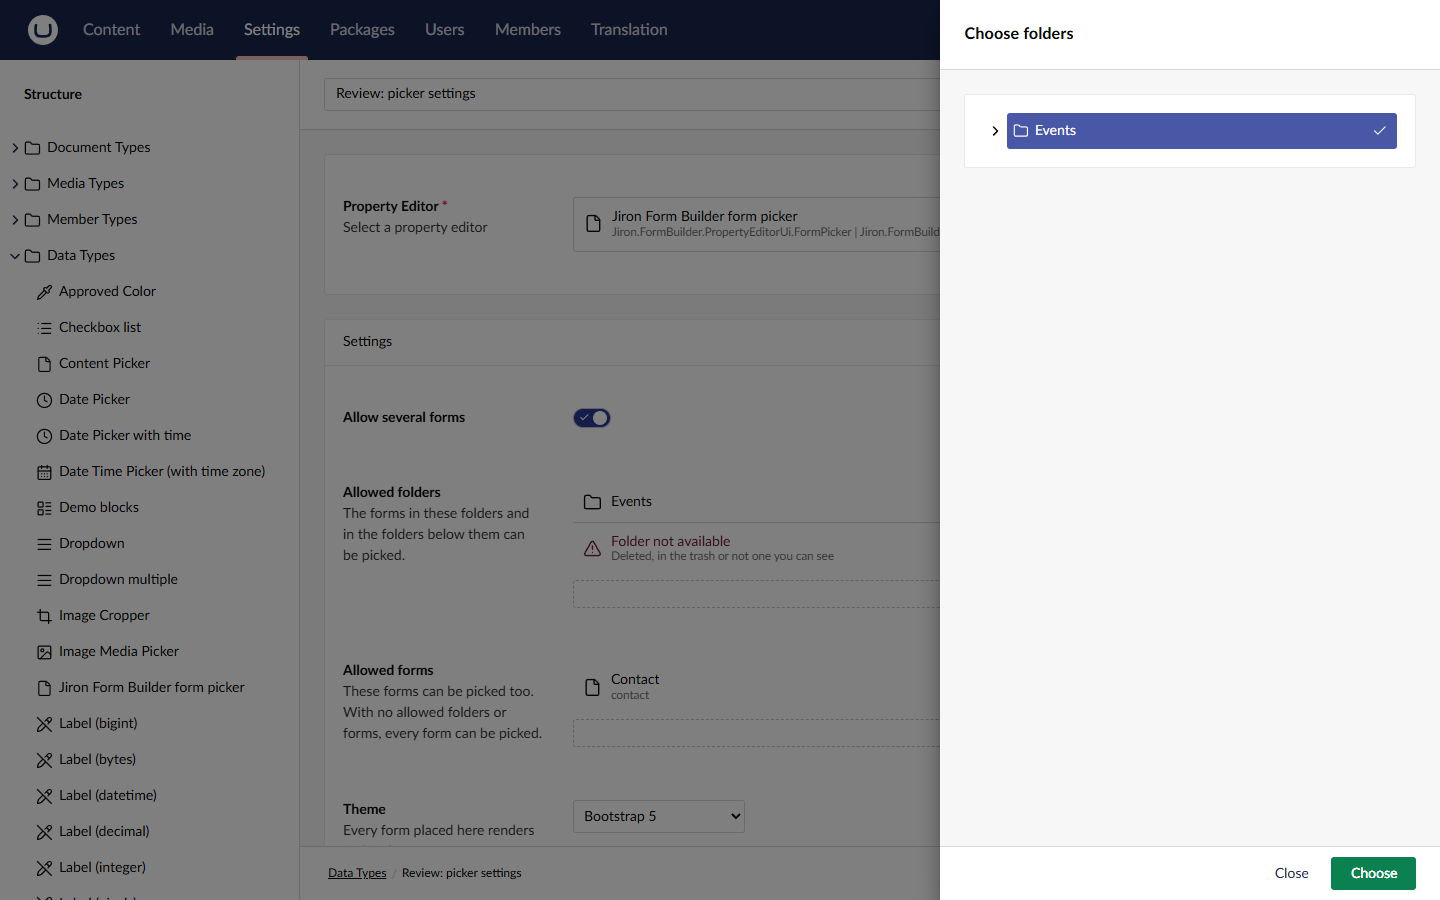 Content
Media
Settings
Packages
Users
Members
Translation
Structure
Document Types
Media Types
Member Types
Data Types
Approved Color
Checkbox list
Content Picker
Date Picker
Date Picker with time
Date Time Picker (with time zone)
Demo blocks
Dropdown
Dropdown multiple
Image Cropper
Image Media Picker
Jiron Form Builder form picker
Label (bigint)
Label (bytes)
Label (datetime)
Label (decimal)
Label (integer)
Review: picker settings
Property Editor *
Select a property editor
Jiron Form Builder form picker
Jiron.FormBuilder.PropertyEditorUi.FormPicker | Jiron.FormBuild
Settings
Allow several forms
Allowed folders
The forms in these folders and
in the folders below them can
be picked.
Events
Folder not available
Deleted, in the trash or not one you can see
Allowed forms
These forms can be picked too.
With no allowed folders or
forms, every form can be picked.
Contact
contact
Theme
Every form placed here renders
Bootstrap 5
Data Types / Review: picker settings
Choose folders
Events
Close
Choose